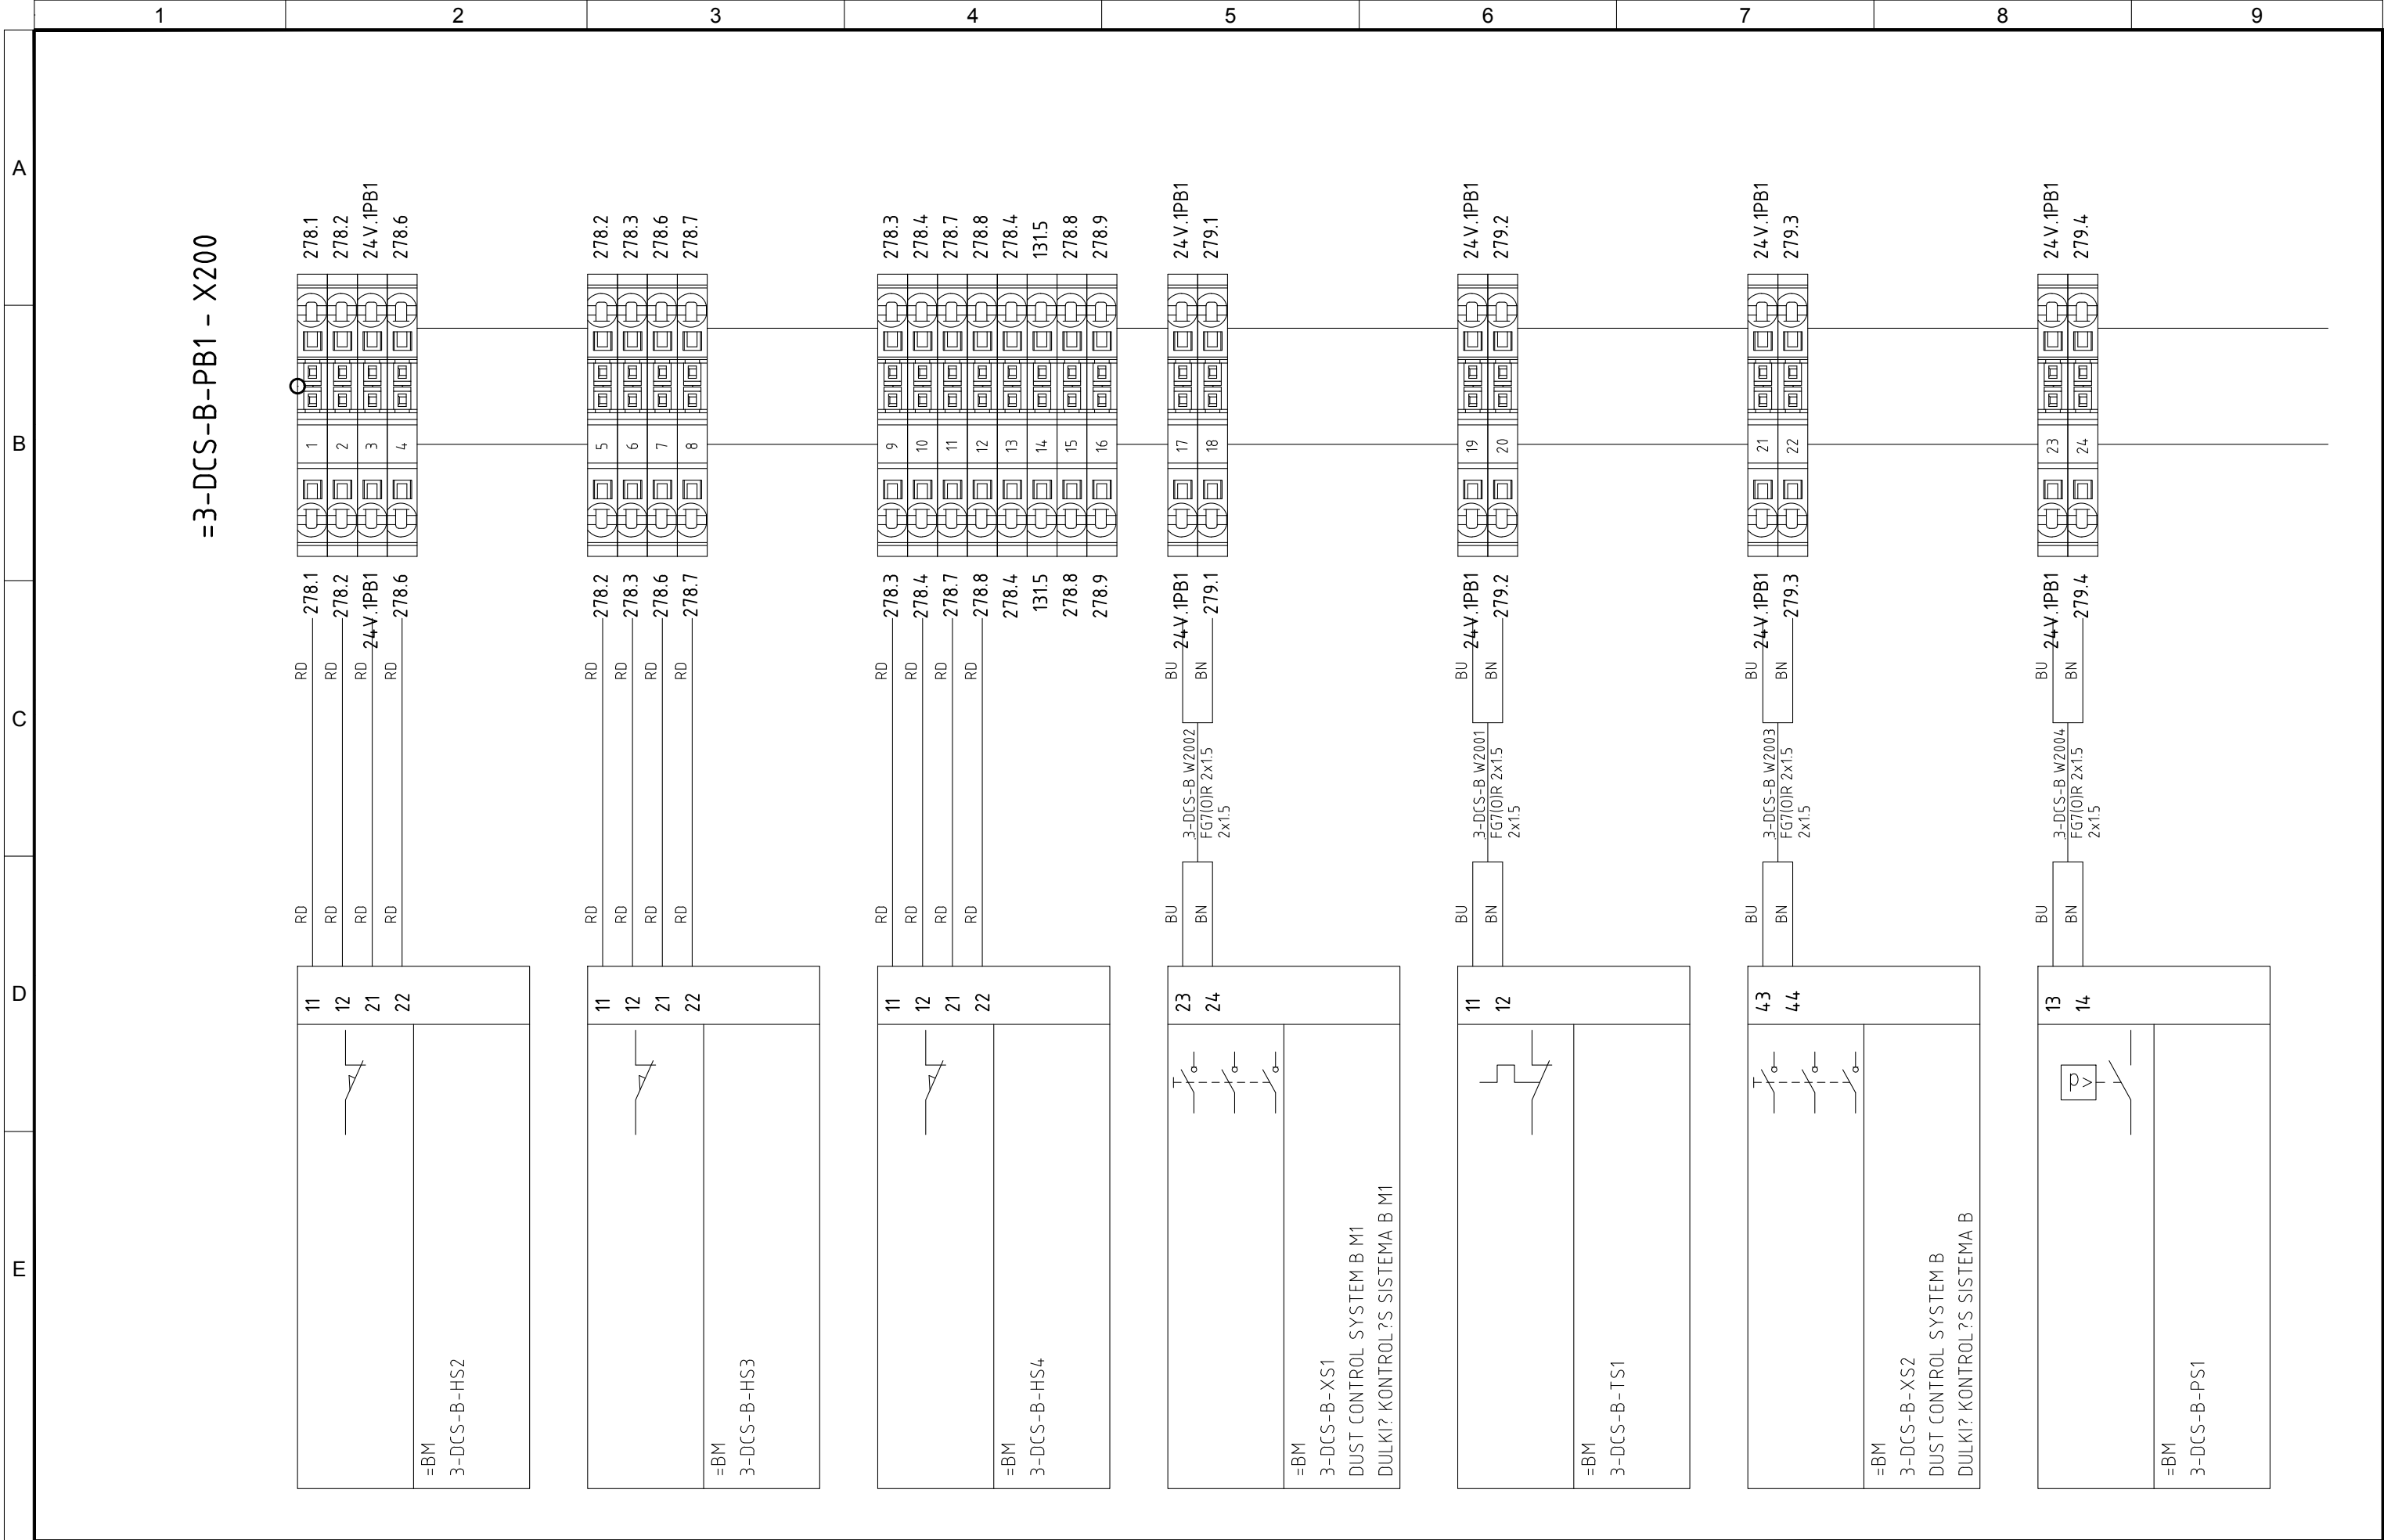 1 2 3 4 5 6 7 8 9
A
B
C
D
E
=3-DCS-B-PB1 - X200
278.1
278.2
24V.1PB1
278.6
1
2
3
4
278.1
278.2
24V.1PB1
278.6
RD
RD
RD
RD
RD
RD
RD
RD
11
12
21
22
=BM
3-DCS-B-HS2
278.2
278.3
278.6
278.7
5
6
7
8
278.2
278.3
278.6
278.7
RD
RD
RD
RD
RD
RD
RD
RD
11
12
21
22
=BM
3-DCS-B-HS3
278.3
278.4
278.7
278.8
278.4
131.5
278.8
278.9
9
10
11
12
13
14
15
16
278.3
278.4
278.7
278.8
278.4
131.5
278.8
278.9
RD
RD
RD
RD
RD
RD
RD
RD
11
12
21
22
=BM
3-DCS-B-HS4
24V.1PB1
279.1
17
18
24V.1PB1
279.1
BU
BN
3-DCS-B W2002
FG7(O)R 2x1.5
2x1.5
BU
BN
23
24
=BM
3-DCS-B-XS1
DUST CONTROL SYSTEM B M1
DULKI? KONTROL?S SISTEMA B M1
24V.1PB1
279.2
19
20
24V.1PB1
279.2
BU
BN
3-DCS-B W2001
FG7(O)R 2x1.5
2x1.5
BU
BN
11
12
=BM
3-DCS-B-TS1
24V.1PB1
279.3
21
22
24V.1PB1
279.3
BU
BN
3-DCS-B W2003
FG7(O)R 2x1.5
2x1.5
BU
BN
43
44
=BM
3-DCS-B-XS2
DUST CONTROL SYSTEM B
DULKI? KONTROL?S SISTEMA B
24V.1PB1
279.4
23
24
24V.1PB1
279.4
BU
BN
3-DCS-B W2004
FG7(O)R 2x1.5
2x1.5
BU
BN
13
14
p
>
=BM
3-DCS-B-PS1